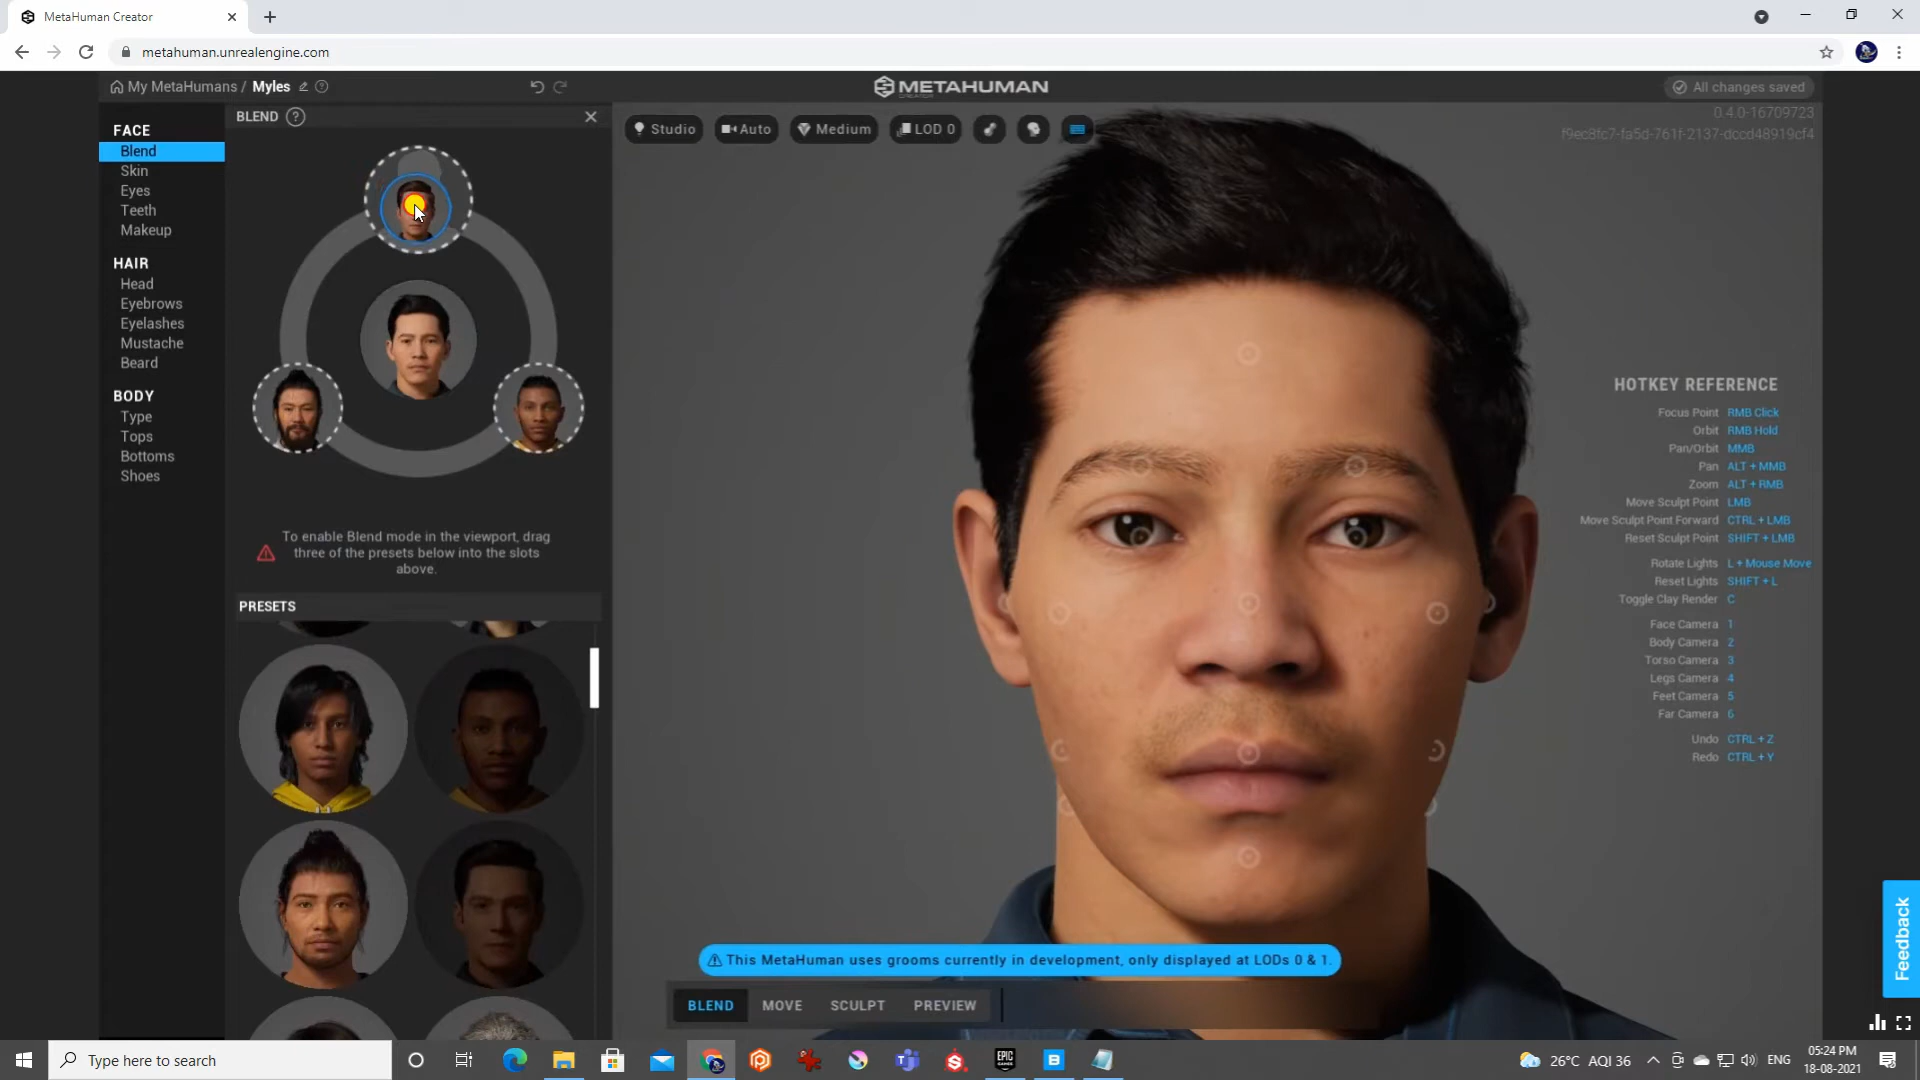 MetaHuman Creator
metahuman.unrealengine.com
My MetaHumans / Myles
METAHUMAN
CREATOR
All changes saved
0.4.0-16709723
f9ec8fc7-fa5d-761f-2137-dccd48919cf4
FACE
Blend
Skin
Eyes
Teeth
Makeup
HAIR
Head
Eyebrows
Eyelashes
Mustache
Beard
BODY
Type
Tops
Bottoms
Shoes
BLEND ?
To enable Blend mode in the viewport, drag
three of the presets below into the slots
above.
PRESETS
Studio
Auto
Medium
LOD 0
HOTKEY REFERENCE
Focus Point RMB Click
Orbit RMB Hold
Pan/Orbit MMB
Pan ALT + MMB
Zoom ALT + RMB
Move Sculpt Point LMB
Move Sculpt Point Forward CTRL + LMB
Reset Sculpt Point SHIFT + LMB
Rotate Lights L + Mouse Move
Reset Lights SHIFT + L
Toggle Clay Render C
Face Camera 1
Body Camera 2
Torso Camera 3
Legs Camera 4
Feet Camera 5
Far Camera 6
Undo CTRL + Z
Redo CTRL + Y
This MetaHuman uses grooms currently in development, only displayed at LODs 0 & 1.
BLEND MOVE SCULPT PREVIEW
Feedback
Type here to search
EPIC
GAMES
26°C AQI 36
ENG
05:24 PM
18-08-2021